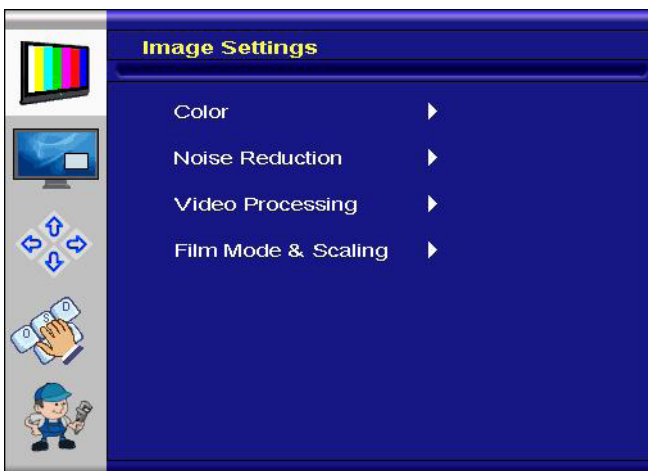 Image Settings
Color
Noise Reduction
Video Processing
Film Mode & Scaling
O S D